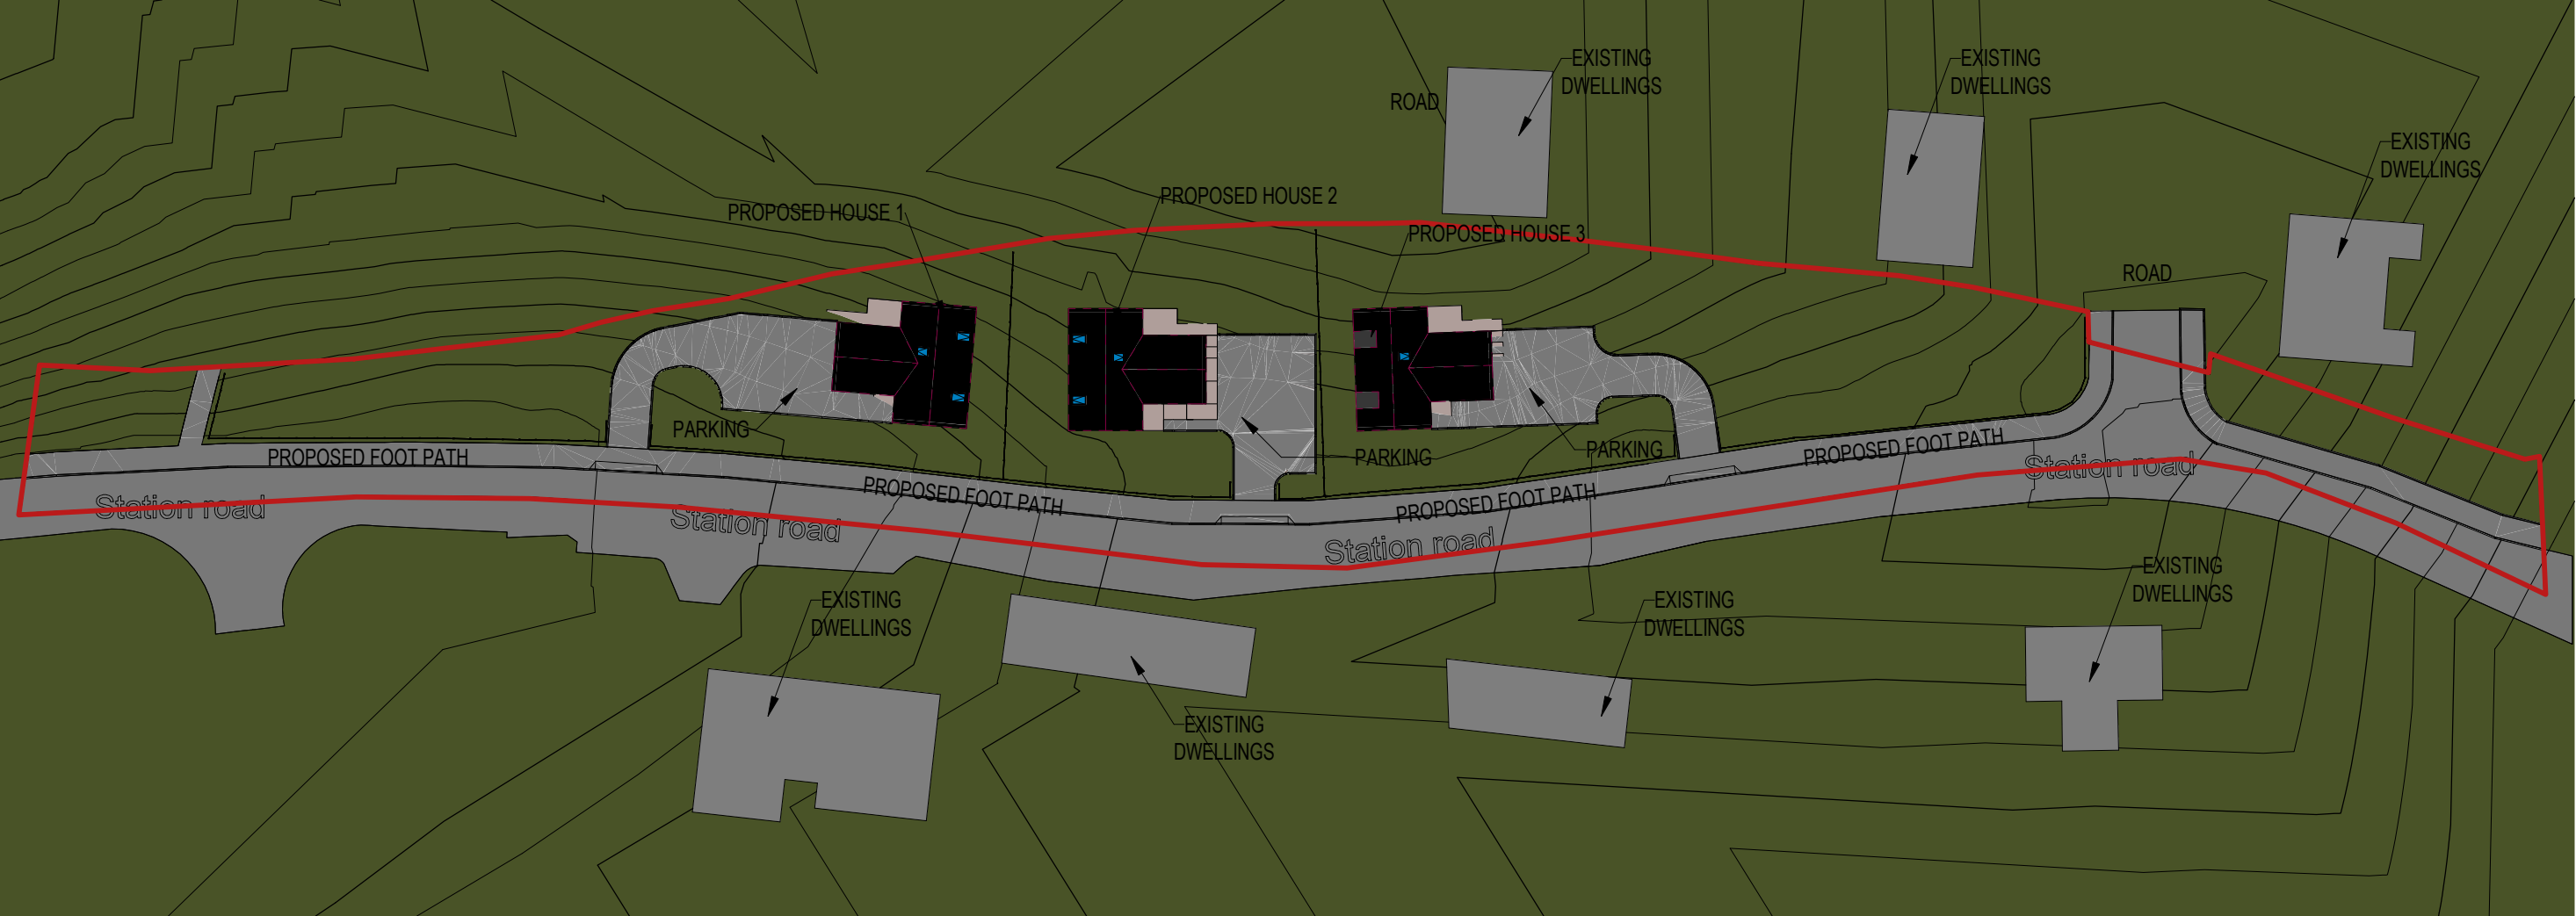 EXISTING
DWELLINGS
EXISTING
DWELLINGS
ROAD
EXISTING
DWELLINGS
PROPOSED HOUSE 1
PROPOSED HOUSE 2
PROPOSED HOUSE 3
ROAD
PARKING
PARKING
PARKING
PROPOSED FOOT PATH
PROPOSED FOOT PATH
PROPOSED FOOT PATH
PROPOSED FOOT PATH
Station road
Station road
Station road
Station road
EXISTING
DWELLINGS
EXISTING
DWELLINGS
EXISTING
DWELLINGS
EXISTING
DWELLINGS